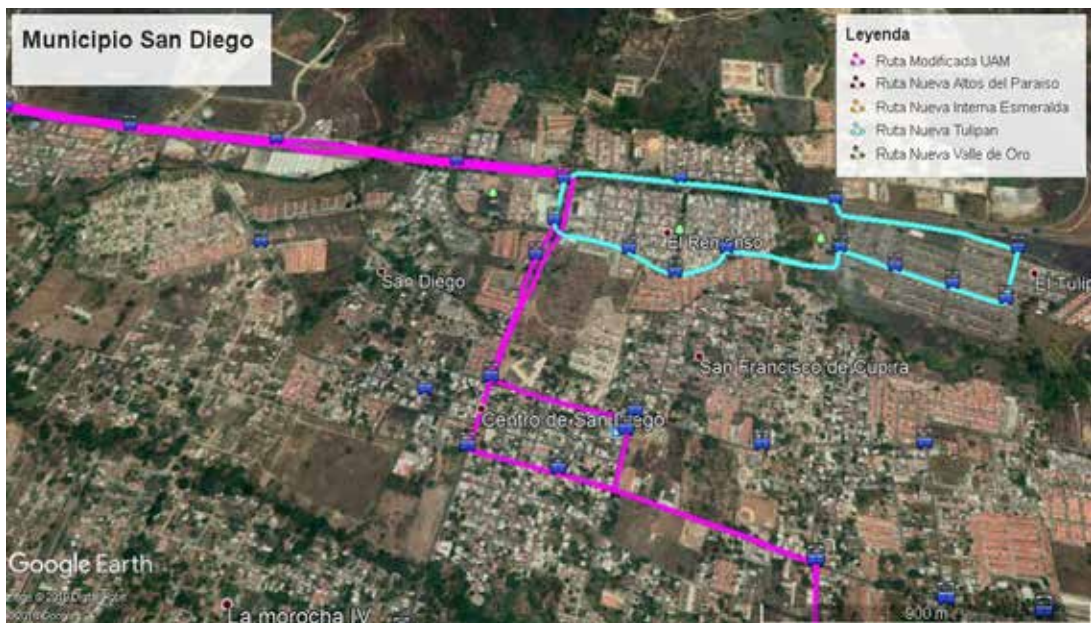 Municipio San Diego
Leyenda
Ruta Modificada UAM
Ruta Nueva Altos del Paraiso
Ruta Nueva Interna Esmeralda
Ruta Nueva Tulipan
Ruta Nueva Valle de Oro
El Remanso
San Diego
El Tulip
San Francisco de Cupira
Centro de San Diego
Google Earth
La morocha IV
900 m